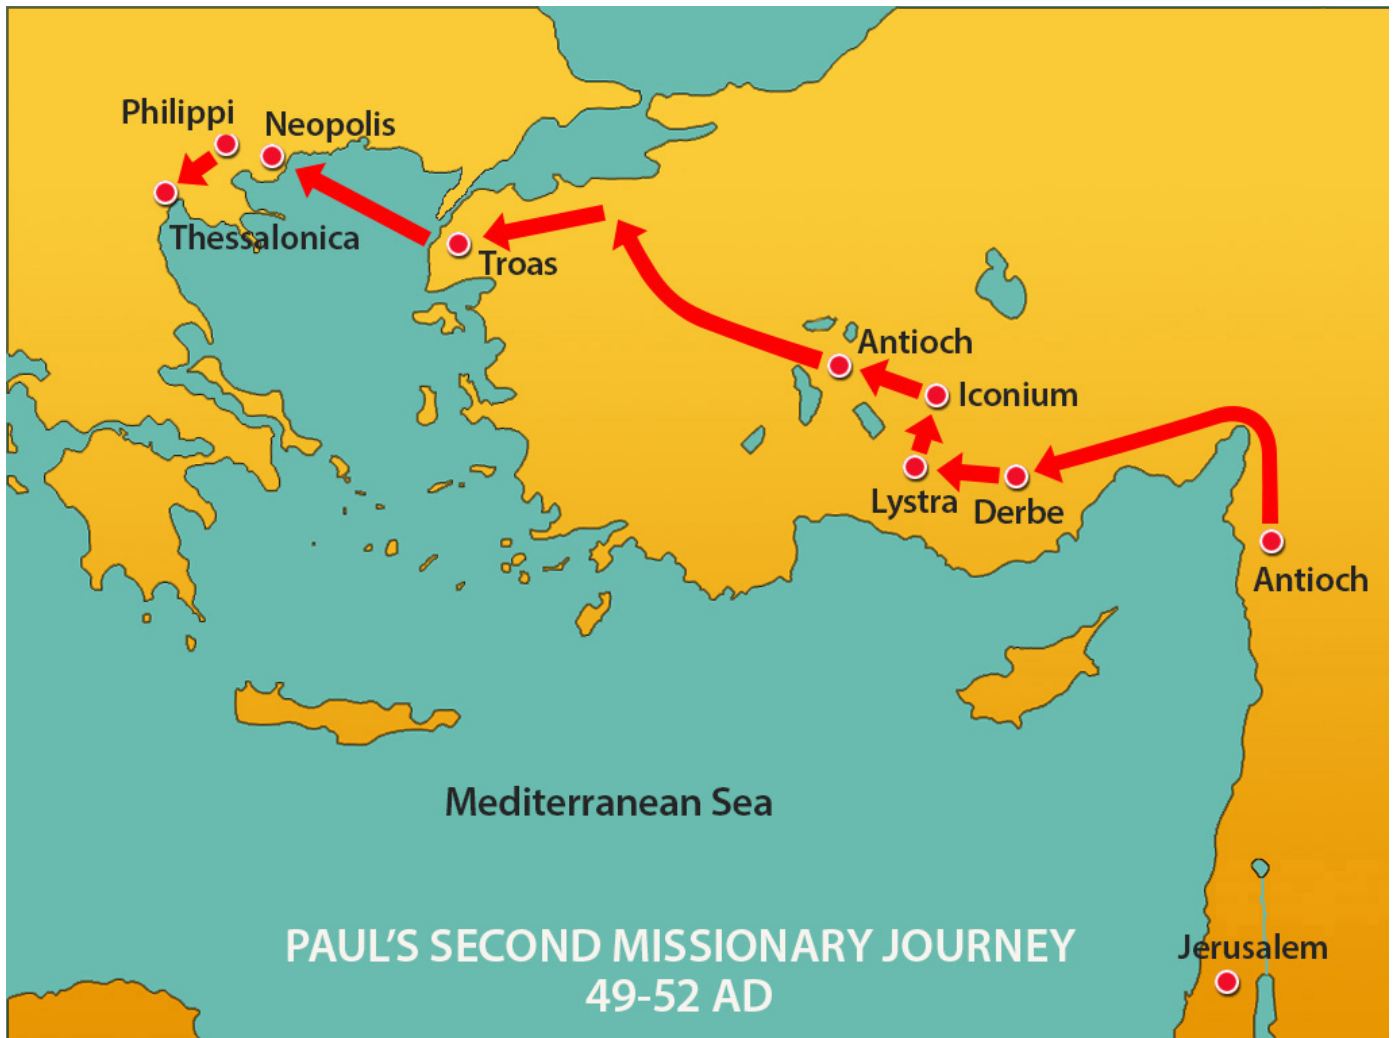 Philippi
Neopolis
Thessalonica
Troas
Antioch
Iconium
Lystra
Derbe
Antioch
Mediterranean Sea
PAUL'S SECOND MISSIONARY JOURNEY
49-52 AD
Jerusalem